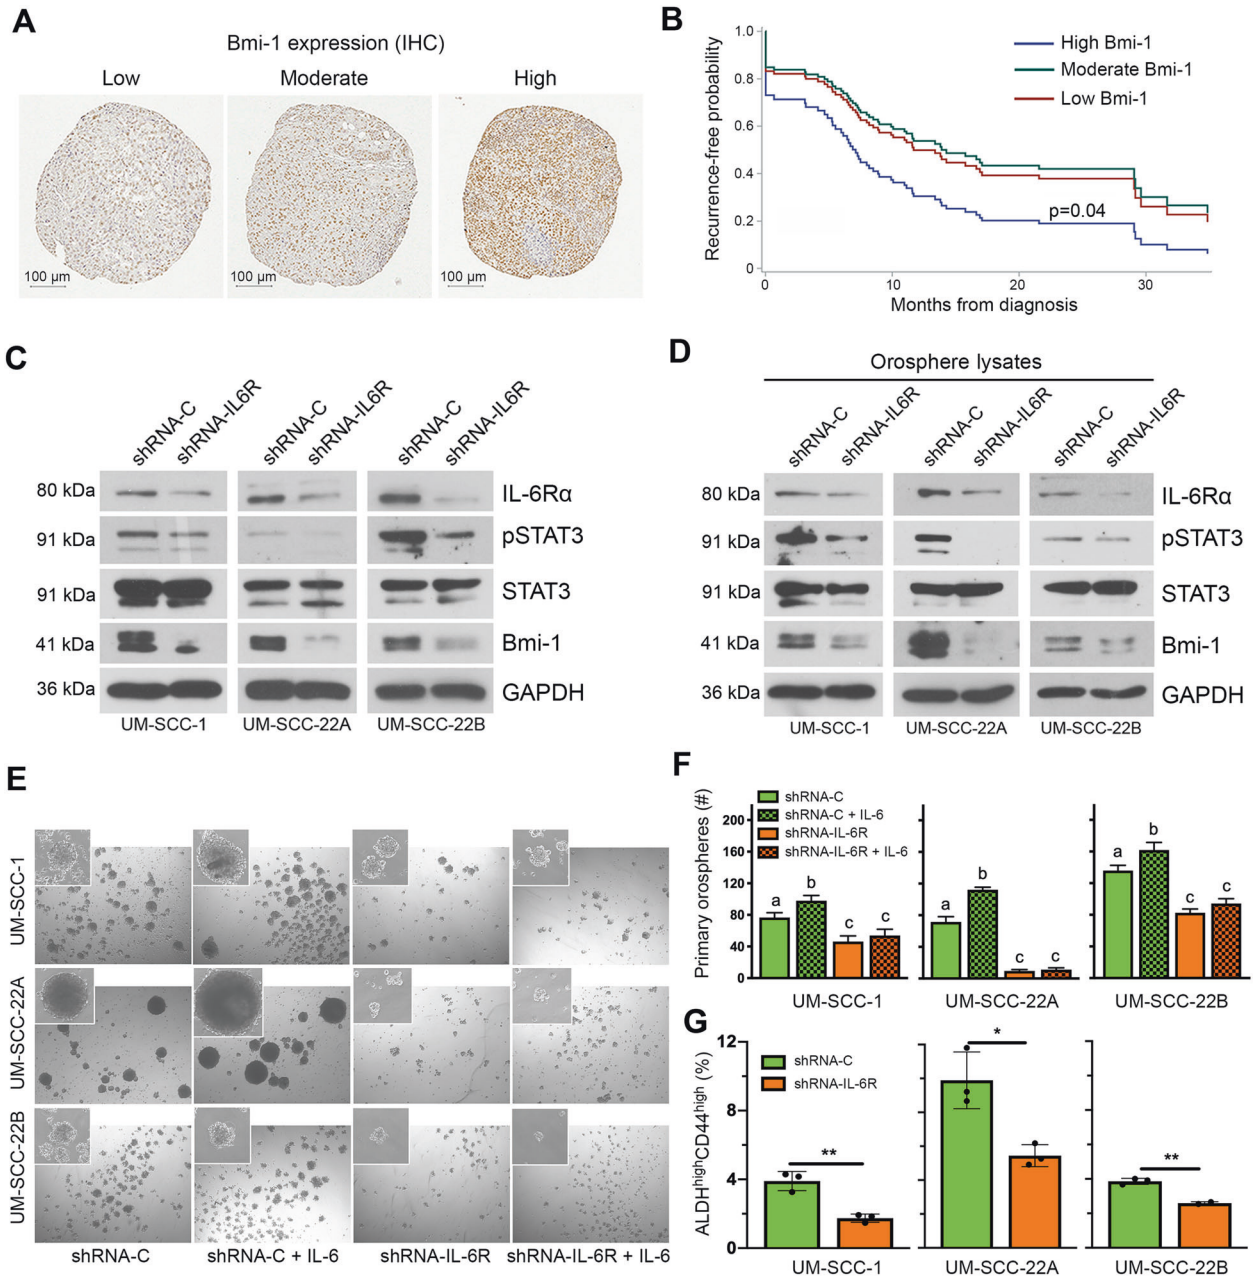 A
Bmi-1 expression (IHC)
Low Moderate High
100 µm 100 µm 100 µm
B
Recurrence-free probability
1.0
0.8
0.6
0.4
0.2
0
High Bmi-1
Moderate Bmi-1
Low Bmi-1
p=0.04
0 10 20 30
Months from diagnosis
C
shRNA-C shRNA-IL6R shRNA-C shRNA-IL6R shRNA-C shRNA-IL6R
80 kDa IL-6Rα
91 kDa pSTAT3
91 kDa STAT3
41 kDa Bmi-1
36 kDa GAPDH
UM-SCC-1 UM-SCC-22A UM-SCC-22B
D
Orosphere lysates
shRNA-C shRNA-IL6R shRNA-C shRNA-IL6R shRNA-C shRNA-IL6R
80 kDa IL-6Rα
91 kDa pSTAT3
91 kDa STAT3
41 kDa Bmi-1
36 kDa GAPDH
UM-SCC-1 UM-SCC-22A UM-SCC-22B
E
UM-SCC-1
UM-SCC-22A
UM-SCC-22B
shRNA-C shRNA-C + IL-6 shRNA-IL-6R shRNA-IL-6R + IL-6
F
Primary orospheres (#)
shRNA-C
shRNA-C + IL-6
shRNA-IL-6R
shRNA-IL-6R + IL-6
200
160
120
80
40
0
a b c c a b c c a b c c
UM-SCC-1 UM-SCC-22A UM-SCC-22B
G
ALDHhighCD44high (%)
12
8
4
0
shRNA-C
shRNA-IL-6R
** * **
UM-SCC-1 UM-SCC-22A UM-SCC-22B